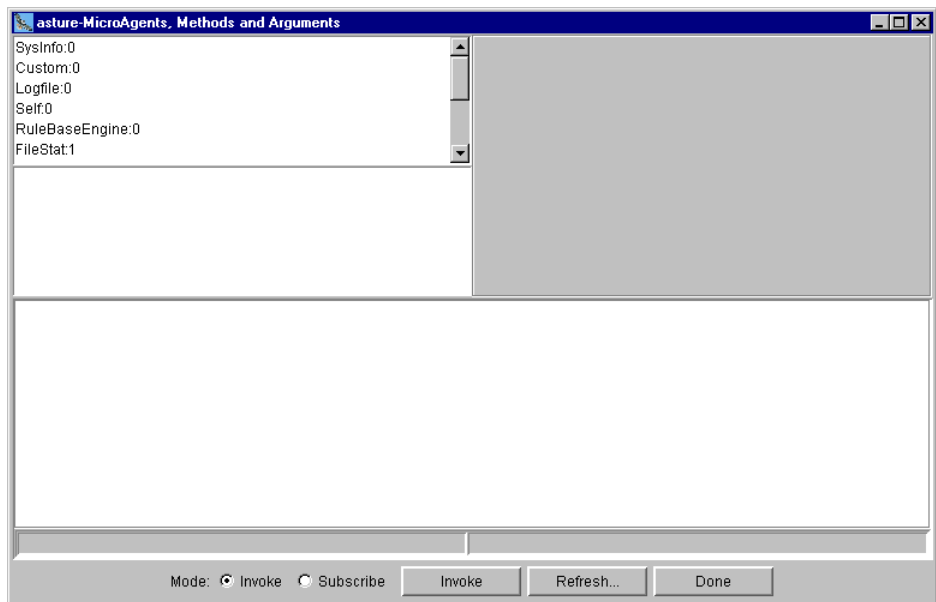 asture-MicroAgents, Methods and Arguments
SysInfo:0
Custom:0
Logfile:0
Self:0
RuleBaseEngine:0
FileStat:1
Mode: Invoke Subscribe Invoke Refresh... Done